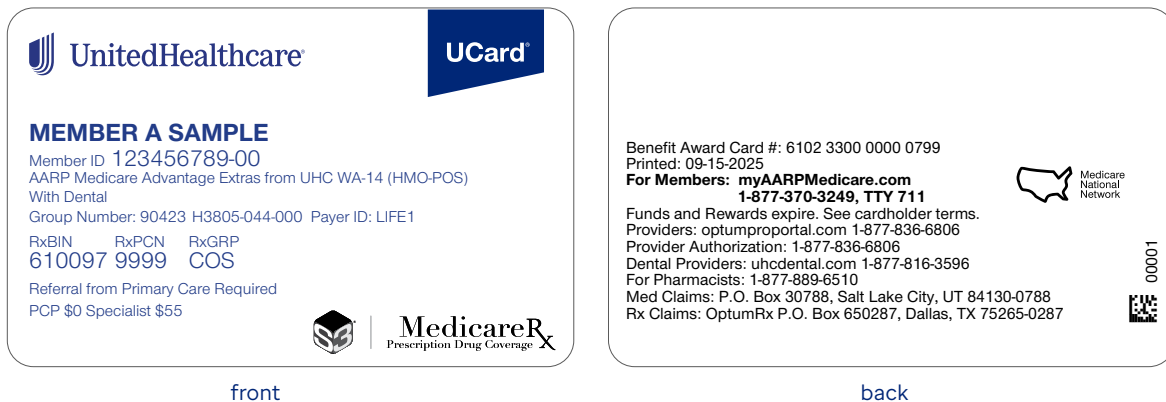 UnitedHealthcare®
UCard®
MEMBER A SAMPLE
Member ID 123456789-00
AARP Medicare Advantage Extras from UHC WA-14 (HMO-POS)
With Dental
Group Number: 90423 H3805-044-000 Payer ID: LIFE1
RxBIN RxPCN RxGRP
610097 9999 COS
Referral from Primary Care Required
PCP $0 Specialist $55
S3
MedicareRx
Prescription Drug Coverage
front
Benefit Award Card #: 6102 3300 0000 0799
Printed: 09-15-2025
For Members: myAARPMedicare.com
1-877-370-3249, TTY 711
Funds and Rewards expire. See cardholder terms.
Providers: optumproportal.com 1-877-836-6806
Provider Authorization: 1-877-836-6806
Dental Providers: uhcdental.com 1-877-816-3596
For Pharmacists: 1-877-889-6510
Med Claims: P.O. Box 30788, Salt Lake City, UT 84130-0788
Rx Claims: OptumRx P.O. Box 650287, Dallas, TX 75265-0287
Medicare
National
Network
00001
back